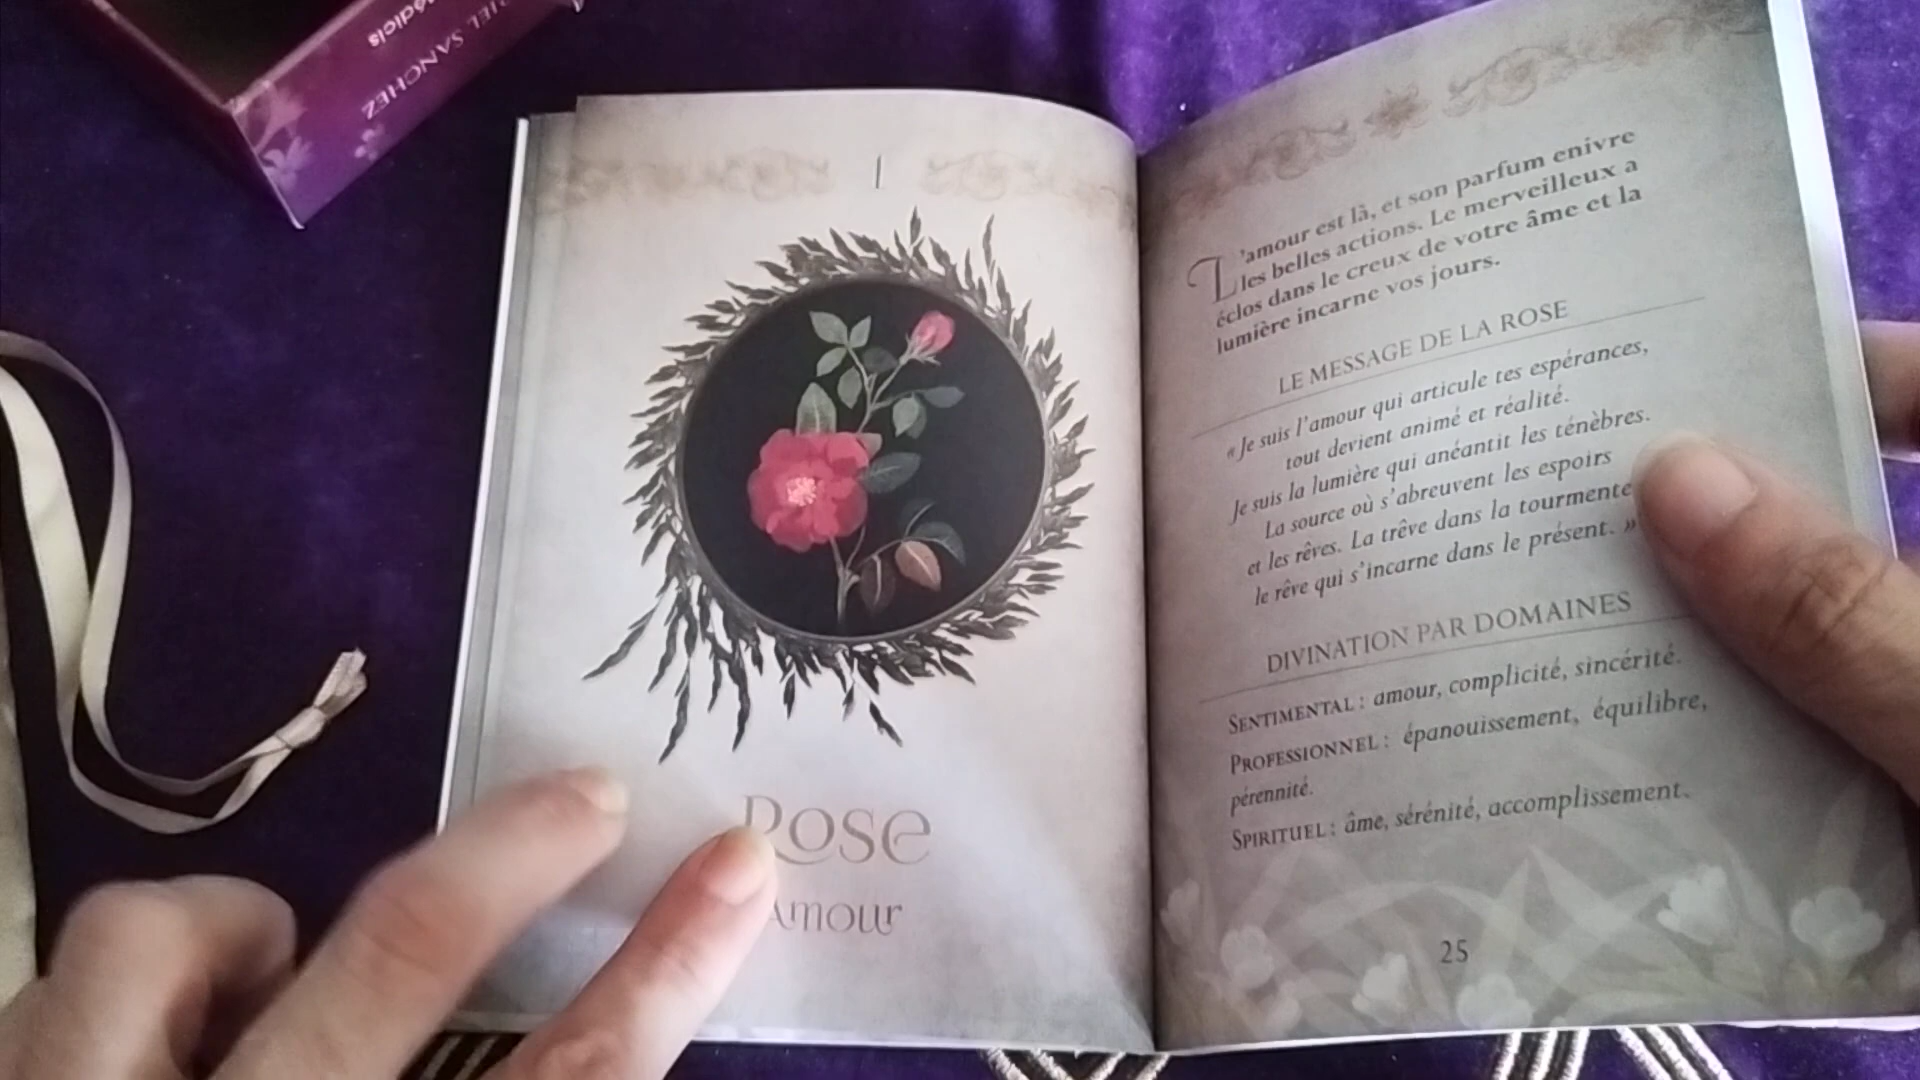 SANCHEZ
I
Rose
Amour
L'amour est là, et son parfum enivre
les belles actions. Le merveilleux a
éclos dans le creux de votre âme et la
lumière incarne vos jours.
LE MESSAGE DE LA ROSE
« Je suis l'amour qui articule tes espérances,
tout devient animé et réalité.
Je suis la lumière qui anéantit les ténèbres.
La source où s'abreuvent les espoirs
et les rêves. La trêve dans la tourmente
le rêve qui s'incarne dans le présent. »
DIVINATION PAR DOMAINES
SENTIMENTAL : amour, complicité, sincérité.
PROFESSIONNEL : épanouissement, équilibre,
pérennité.
SPIRITUEL : âme, sérénité, accomplissement.
25